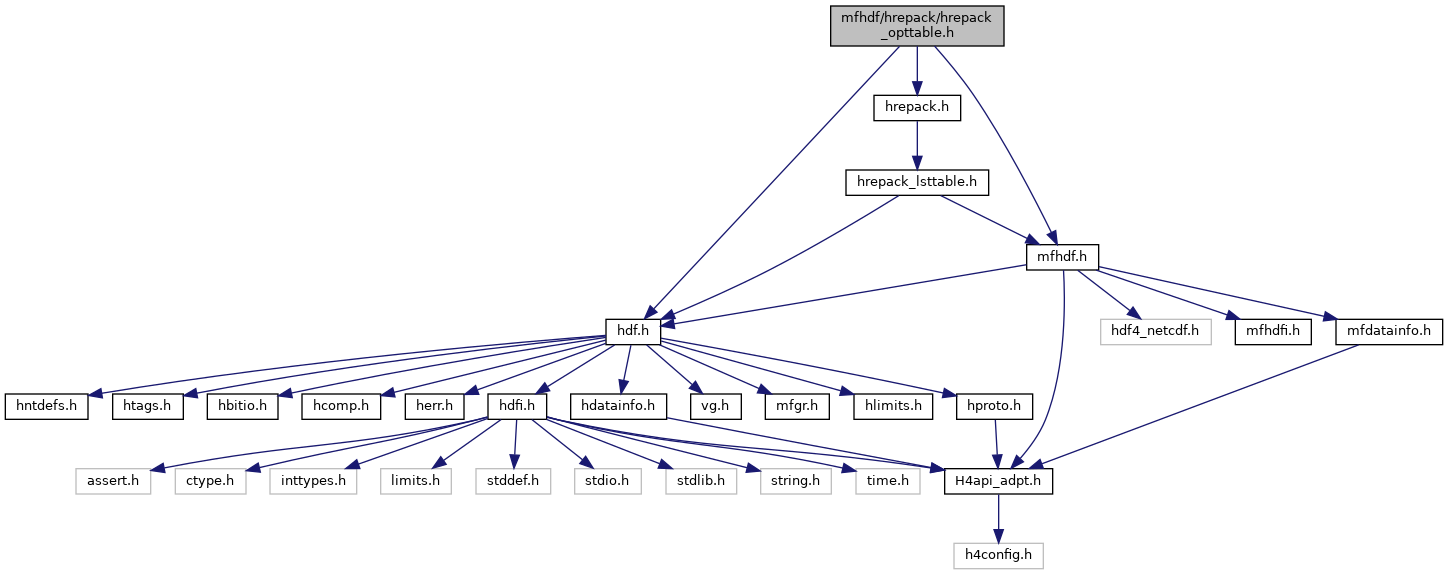 mfhdf/hrepack/hrepack
_opttable.h
hrepack.h
hrepack_lsttable.h
mfhdf.h
hdf.h
hdf4_netcdf.h
mfhdfi.h
mfdatainfo.h
hntdefs.h
htags.h
hbitio.h
hcomp.h
herr.h
hdfi.h
hdatainfo.h
vg.h
mfgr.h
hlimits.h
hproto.h
assert.h
ctype.h
inttypes.h
limits.h
stddef.h
stdio.h
stdlib.h
string.h
time.h
H4api_adpt.h
h4config.h